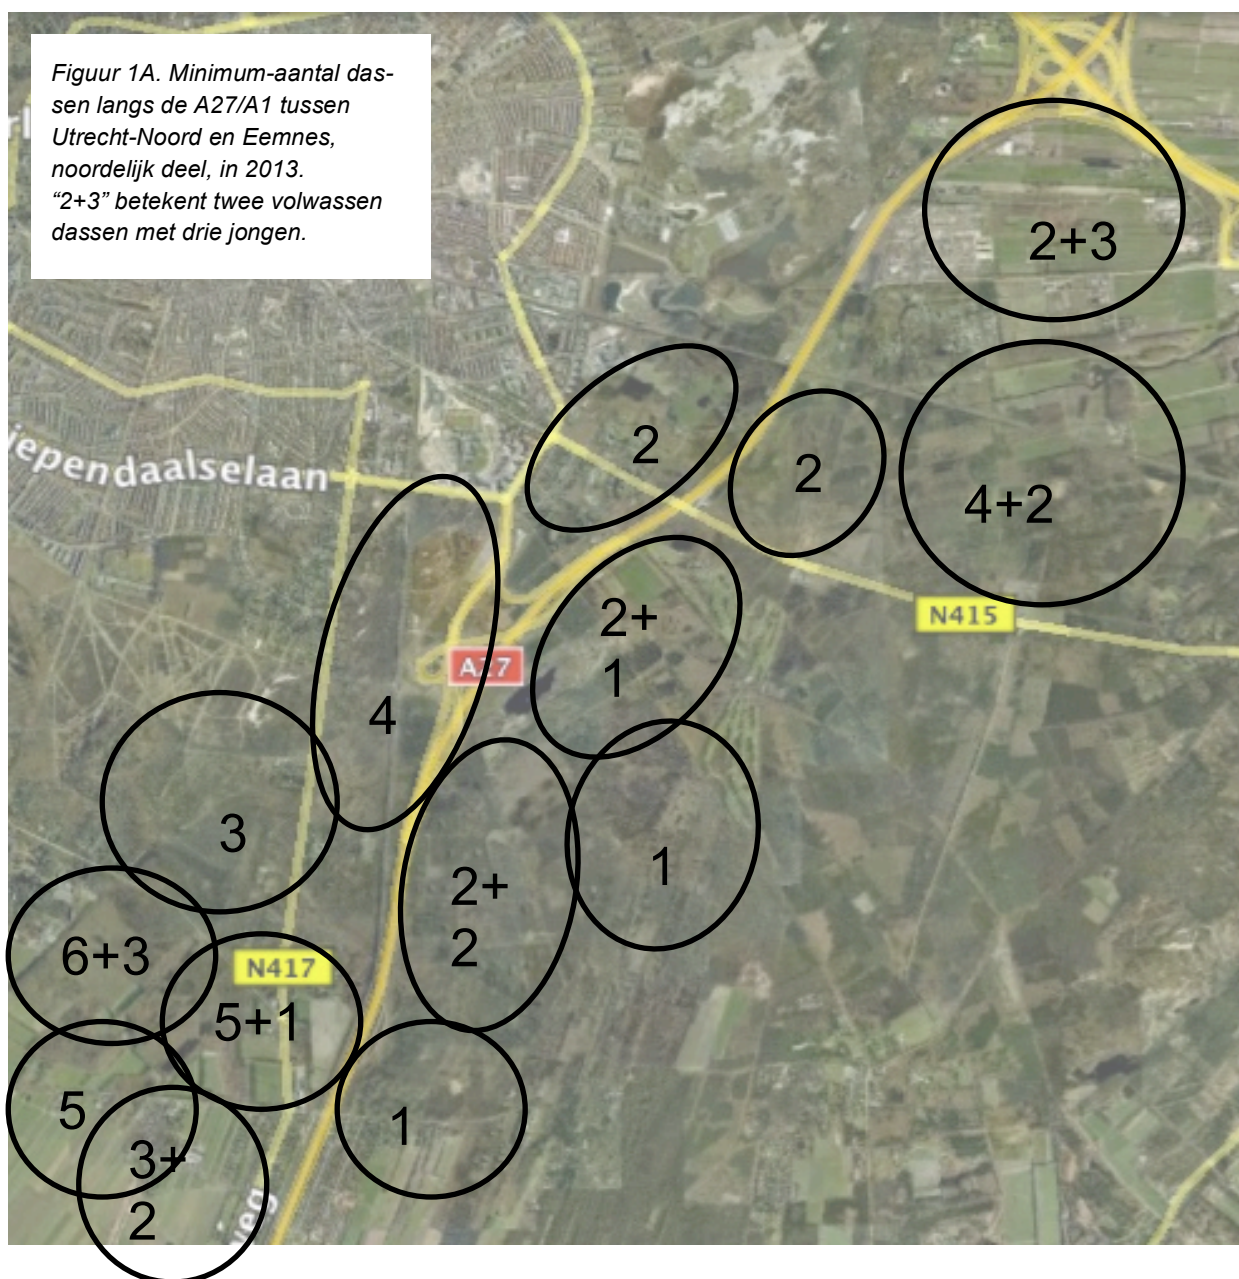 Figuur 1A. Minimum-aantal das-
sen langs de A27/A1 tussen
Utrecht-Noord en Eemnes,
noordelijk deel, in 2013.
“2+3” betekent twee volwassen
dassen met drie jongen.
2+3
2
2
4+2
iependaalselaan
2+
1
N415
A27
4
3
1
2+
2
6+3
N417
5+1
5
1
3+
2
weg